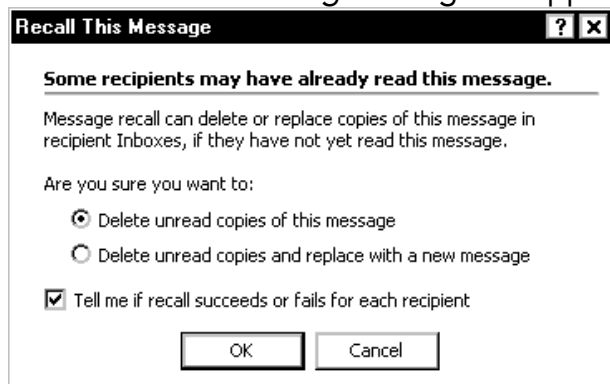 Recall This Message ? X
Some recipients may have already read this message.
Message recall can delete or replace copies of this message in
recipient Inboxes, if they have not yet read this message.
Are you sure you want to:
Delete unread copies of this message
Delete unread copies and replace with a new message
Tell me if recall succeeds or fails for each recipient
OK Cancel